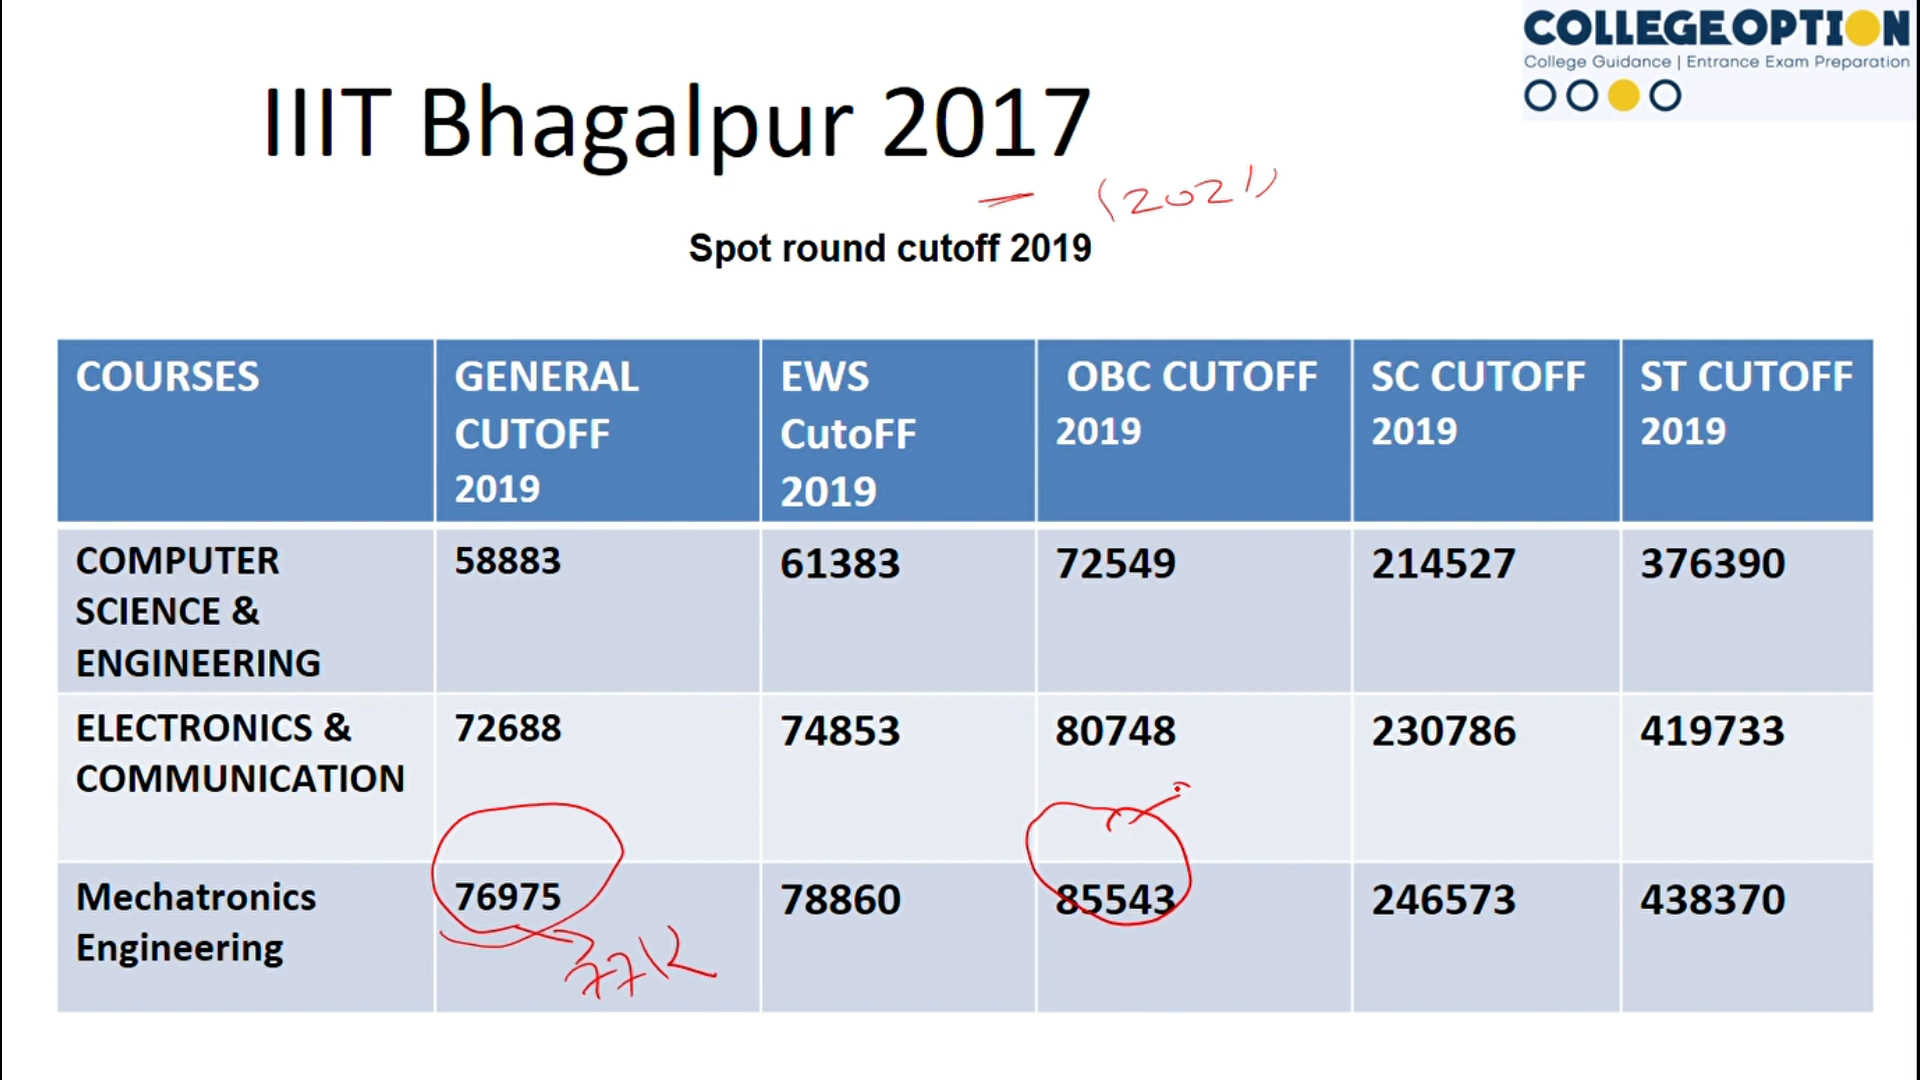 COLLEGEOPTION
College Guidance | Entrance Exam Preparation
IIIT Bhagalpur 2017
(2021)
Spot round cutoff 2019
COURSES
GENERAL
CUTOFF
2019
EWS
CutoFF
2019
OBC CUTOFF
2019
SC CUTOFF
2019
ST CUTOFF
2019
COMPUTER
SCIENCE &
ENGINEERING
58883
61383
72549
214527
376390
ELECTRONICS &
COMMUNICATION
72688
74853
80748
230786
419733
Mechatronics
Engineering
76975
78860
85543
246573
438370
77K